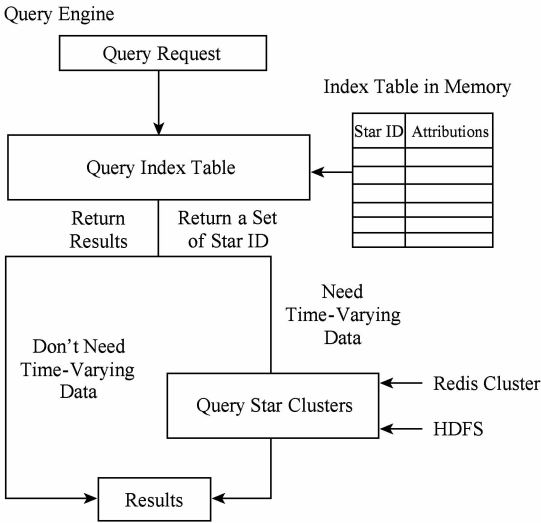 Query Engine
Query Request
Index Table in Memory
Star ID Attributions
Query Index Table
Return
Results
Return a Set
of Star ID
Need
Time-Varying
Data
Don't Need
Time-Varying
Data
Query Star Clusters
Redis Cluster
HDFS
Results